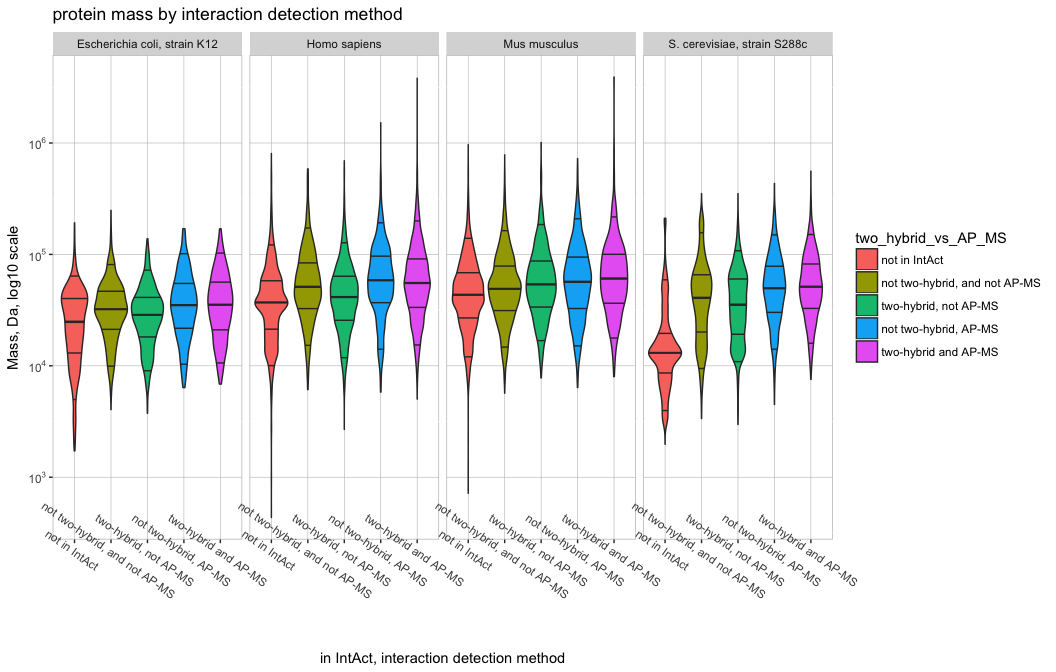 protein mass by interaction detection method
Escherichia coli, strain K12
Homo sapiens
Mus musculus
S. cerevisiae, strain S288c
Mass, Da, log10 scale
10⁶
10⁵
10⁴
10³
not in IntAct
not two-hybrid, and not AP-MS
two-hybrid, not AP-MS
not two-hybrid, AP-MS
two-hybrid and AP-MS
not in IntAct
not two-hybrid, and not AP-MS
two-hybrid, not AP-MS
not two-hybrid, AP-MS
two-hybrid and AP-MS
not in IntAct
not two-hybrid, and not AP-MS
two-hybrid, not AP-MS
not two-hybrid, AP-MS
two-hybrid and AP-MS
not in IntAct
not two-hybrid, and not AP-MS
two-hybrid, not AP-MS
not two-hybrid, AP-MS
two-hybrid and AP-MS
in IntAct, interaction detection method
two_hybrid_vs_AP_MS
not in IntAct
not two-hybrid, and not AP-MS
two-hybrid, not AP-MS
not two-hybrid, AP-MS
two-hybrid and AP-MS